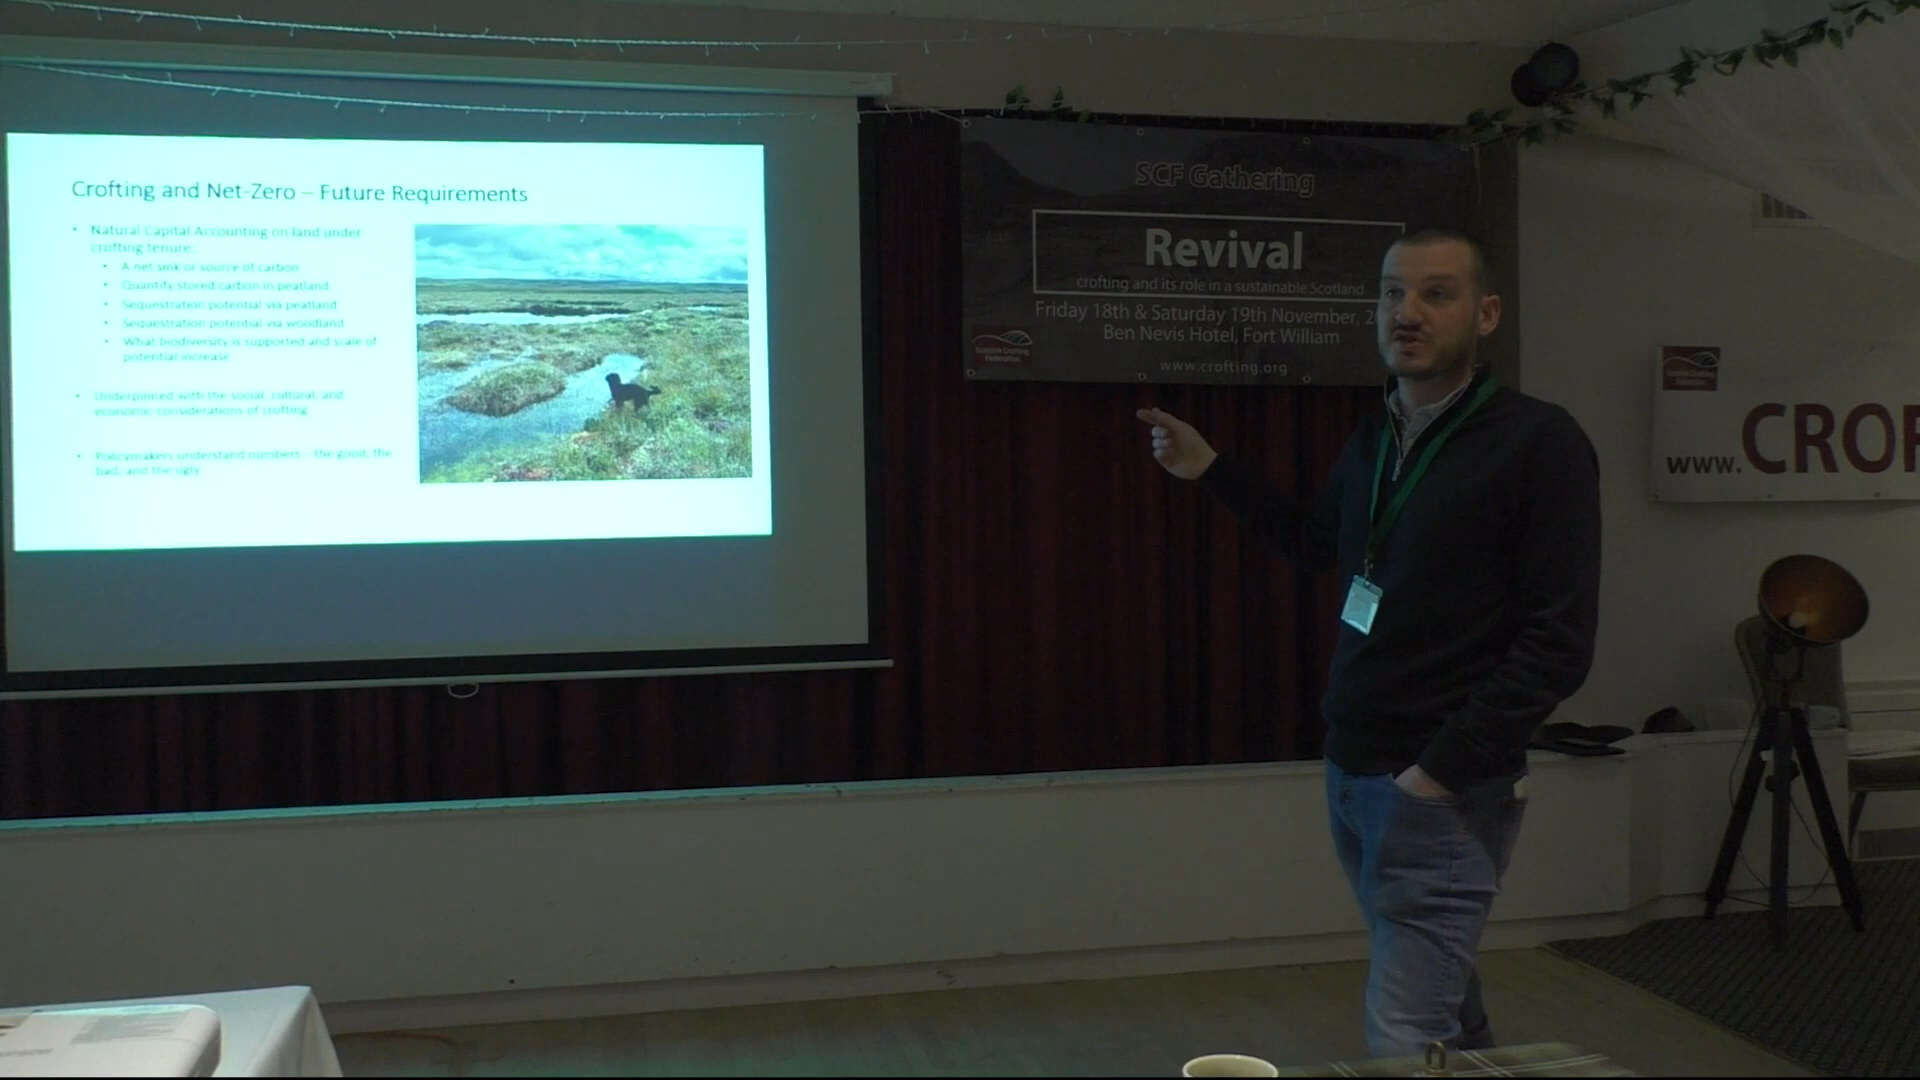 Crofting and Net-Zero – Future Requirements
• Natural Capital Accounting on land under
crofting tenure.
• A net sink or source of carbon
• Quantify stored carbon in peatland
• Sequestration potential via peatland
• Sequestration potential via woodland
• What biodiversity is supported and scale of
potential increase
• Underpinned with the social, cultural, and
economic considerations of crofting
• Policymakers understand numbers – the good, the
bad, and the ugly
SCF Gathering
Revival
crofting and its role in a sustainable Scotland
Friday 18th & Saturday 19th November, 20
Ben Nevis Hotel, Fort William
www.crofting.org
Scottish Crofting
Federation
www.CROF